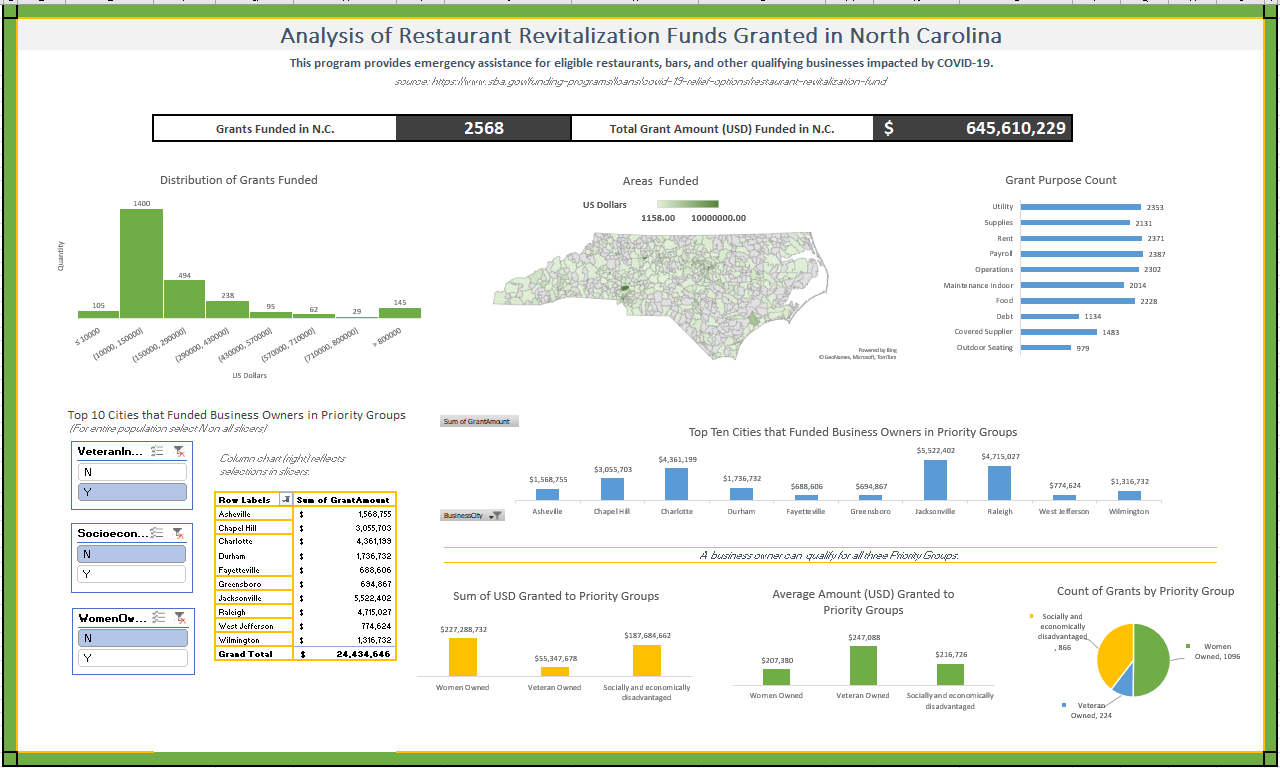 Analysis of Restaurant Revitalization Funds Granted in North Carolina
This program provides emergency assistance for eligible restaurants, bars, and other qualifying businesses impacted by COVID-19.
source: https://www.sba.gov/funding-programs/loans/covid-19-relief-options/restaurant-revitalization-fund
Grants Funded in N.C. 2568 Total Grant Amount (USD) Funded in N.C. $ 645,610,229
Distribution of Grants Funded
Quantity
105
1400
494
238
95
62
29
145
≤ 10000
(10000, 150000]
(150000, 290000]
(290000, 430000]
(430000, 570000]
(570000, 710000]
(710000, 800000]
> 800000
US Dollars
Areas Funded
US Dollars
1158.00 10000000.00
Powered by Bing
© GeoNames, Microsoft, TomTom
Grant Purpose Count
Utility 2353
Supplies 2131
Rent 2371
Payroll 2387
Operations 2302
Maintenance Indoor 2014
Food 2228
Debt 1134
Covered Supplier 1483
Outdoor Seating 979
Top 10 Cities that Funded Business Owners in Priority Groups
(For entire population select N on all slicers)
VeteranIn...
N
Y
Socioecon...
N
Y
WomenOw...
N
Y
Column chart (right) reflects
selections in slicers.
Row Labels Sum of GrantAmount
Asheville $ 1,568,755
Chapel Hill $ 3,055,703
Charlotte $ 4,361,199
Durham $ 1,736,732
Fayetteville $ 688,606
Greensboro $ 694,867
Jacksonville $ 5,522,402
Raleigh $ 4,715,027
West Jefferson $ 774,624
Wilmington $ 1,316,732
Grand Total $ 24,434,646
Sum of GrantAmount
Top Ten Cities that Funded Business Owners in Priority Groups
$1,568,755
$3,055,703
$4,361,199
$1,736,732
$688,606
$694,867
$5,522,402
$4,715,027
$774,624
$1,316,732
Asheville
Chapel Hill
Charlotte
Durham
Fayetteville
Greensboro
Jacksonville
Raleigh
West Jefferson
Wilmington
BusinessCity
A business owner can qualify for all three Priority Groups.
Sum of USD Granted to Priority Groups
$227,288,732
$55,347,678
$187,684,662
Women Owned
Veteran Owned
Socially and economically
disadvantaged
Average Amount (USD) Granted to
Priority Groups
$207,380
$247,088
$216,726
Women Owned
Veteran Owned
Socially and economically
disadvantaged
Count of Grants by Priority Group
Socially and
economically
disadvantaged
, 866
Women
Owned, 1096
Veteran
Owned, 224